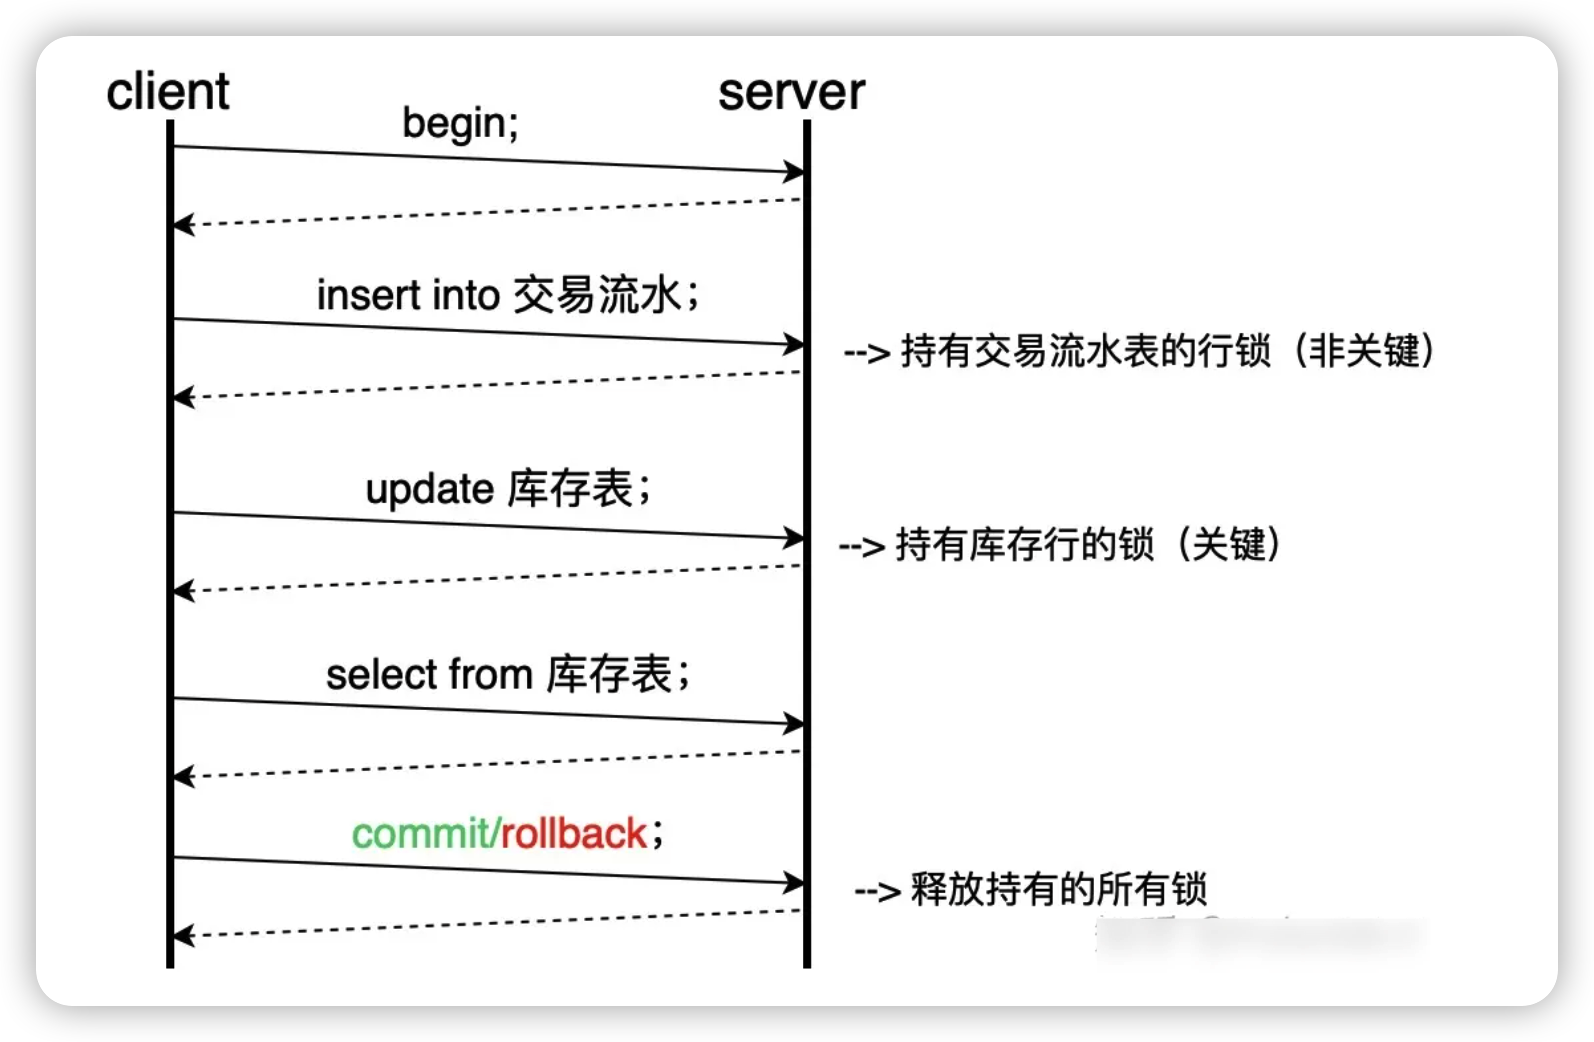 client
server
begin;
insert into 交易流水;
--> 持有交易流水表的行锁（非关键）
update 库存表;
--> 持有库存行的锁（关键）
select from 库存表;
commit/rollback;
--> 释放持有的所有锁